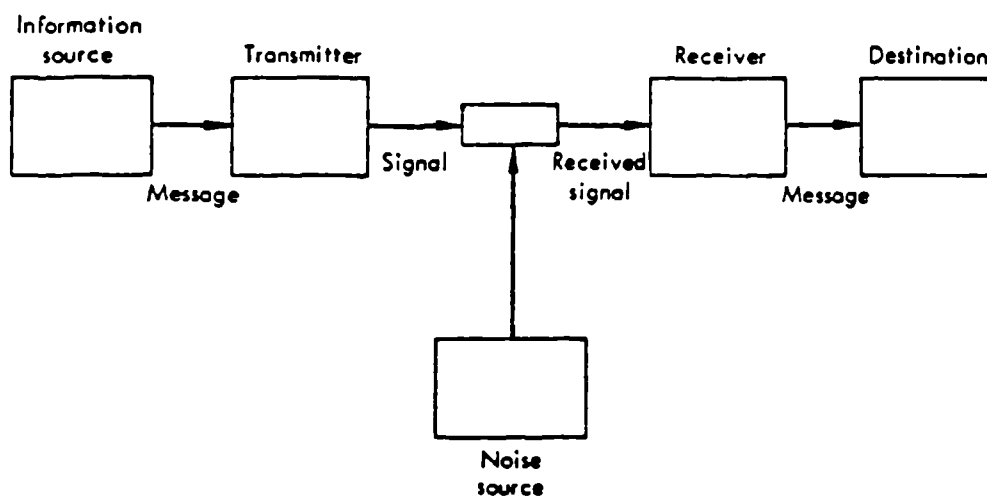 Information
source
Transmitter
Receiver
Destination
Message
Signal
Received
signal
Message
Noise
source